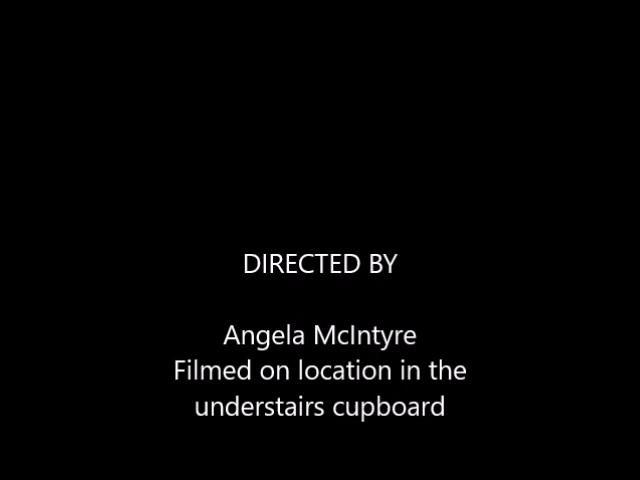 DIRECTED BY
Angela McIntyre
Filmed on location in the
understairs cupboard